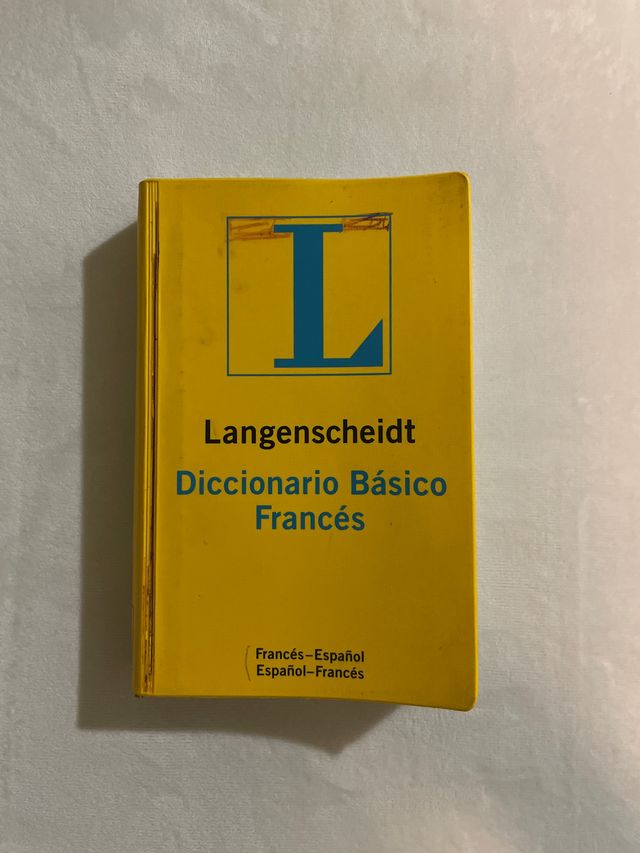 L
Langenscheidt
Diccionario Básico
Francés
Francés–Español
Español–Francés